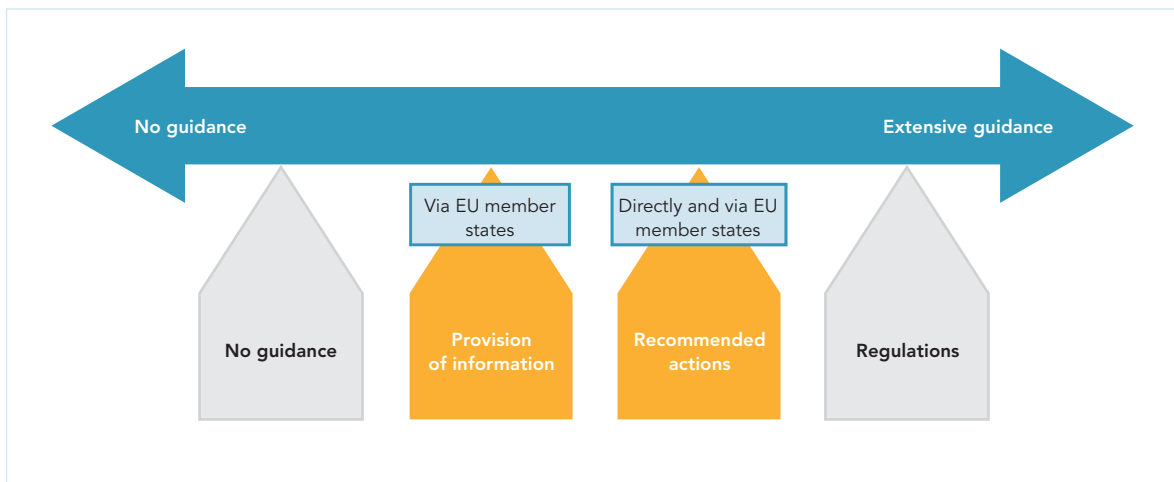 No guidance
Extensive guidance
Via EU member
states
Directly and via EU
member states
No guidance
Provision
of information
Recommended
actions
Regulations